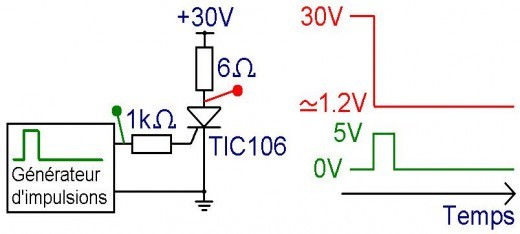 +30V
6Ω
1kΩ
TIC106
Générateur
d'impulsions
30V
≃1.2V
5V
0V
Temps